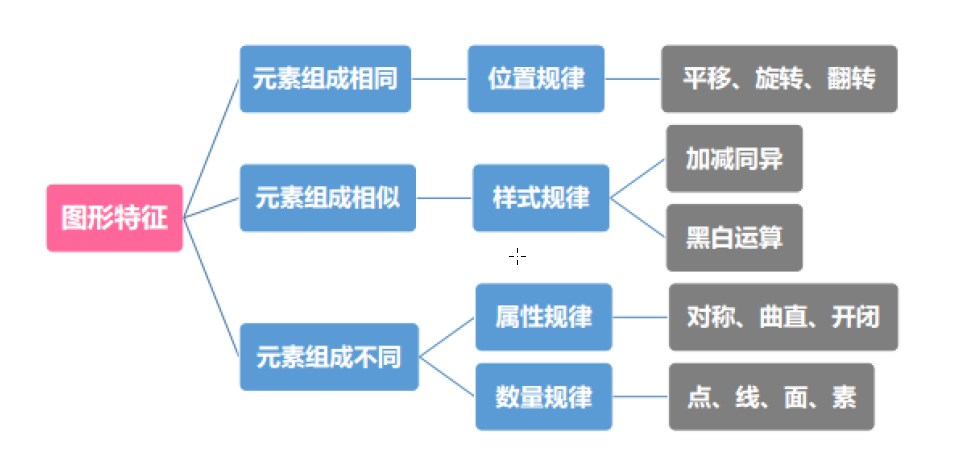 图形特征
元素组成相同
位置规律
平移、旋转、翻转
元素组成相似
样式规律
加减同异
黑白运算
元素组成不同
属性规律
对称、曲直、开闭
数量规律
点、线、面、素